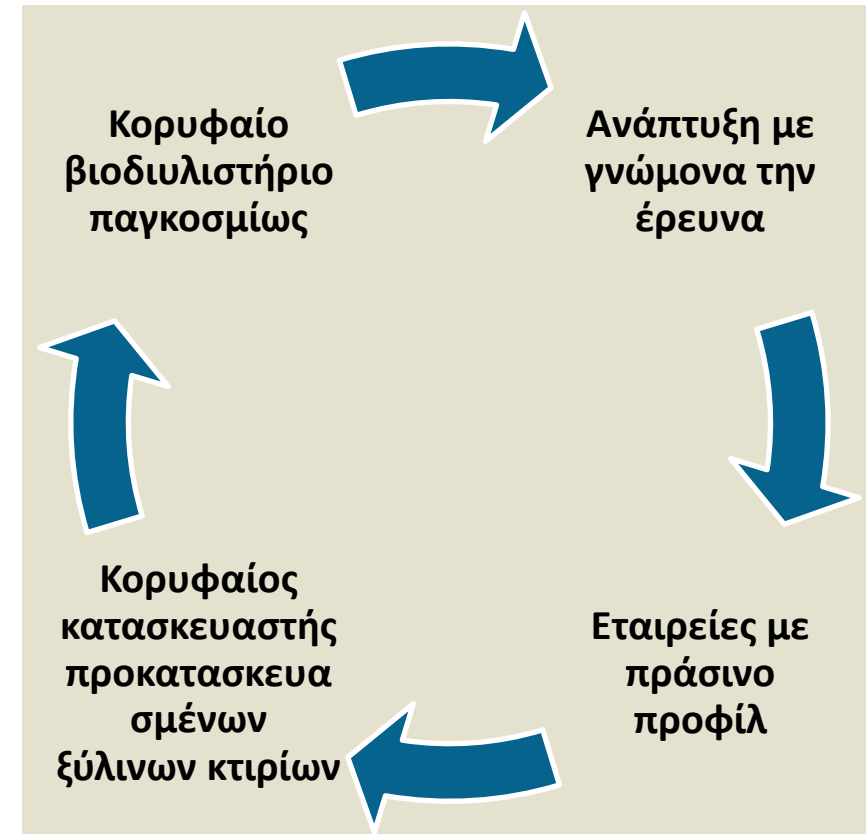 Κορυφαίο
βιοδιυλιστήριο
παγκοσμίως
Ανάπτυξη με
γνώμονα την
έρευνα
Εταιρείες με
πράσινο
προφίλ
Κορυφαίος
κατασκευαστής
προκατασκευα
σμένων
ξύλινων κτιρίων